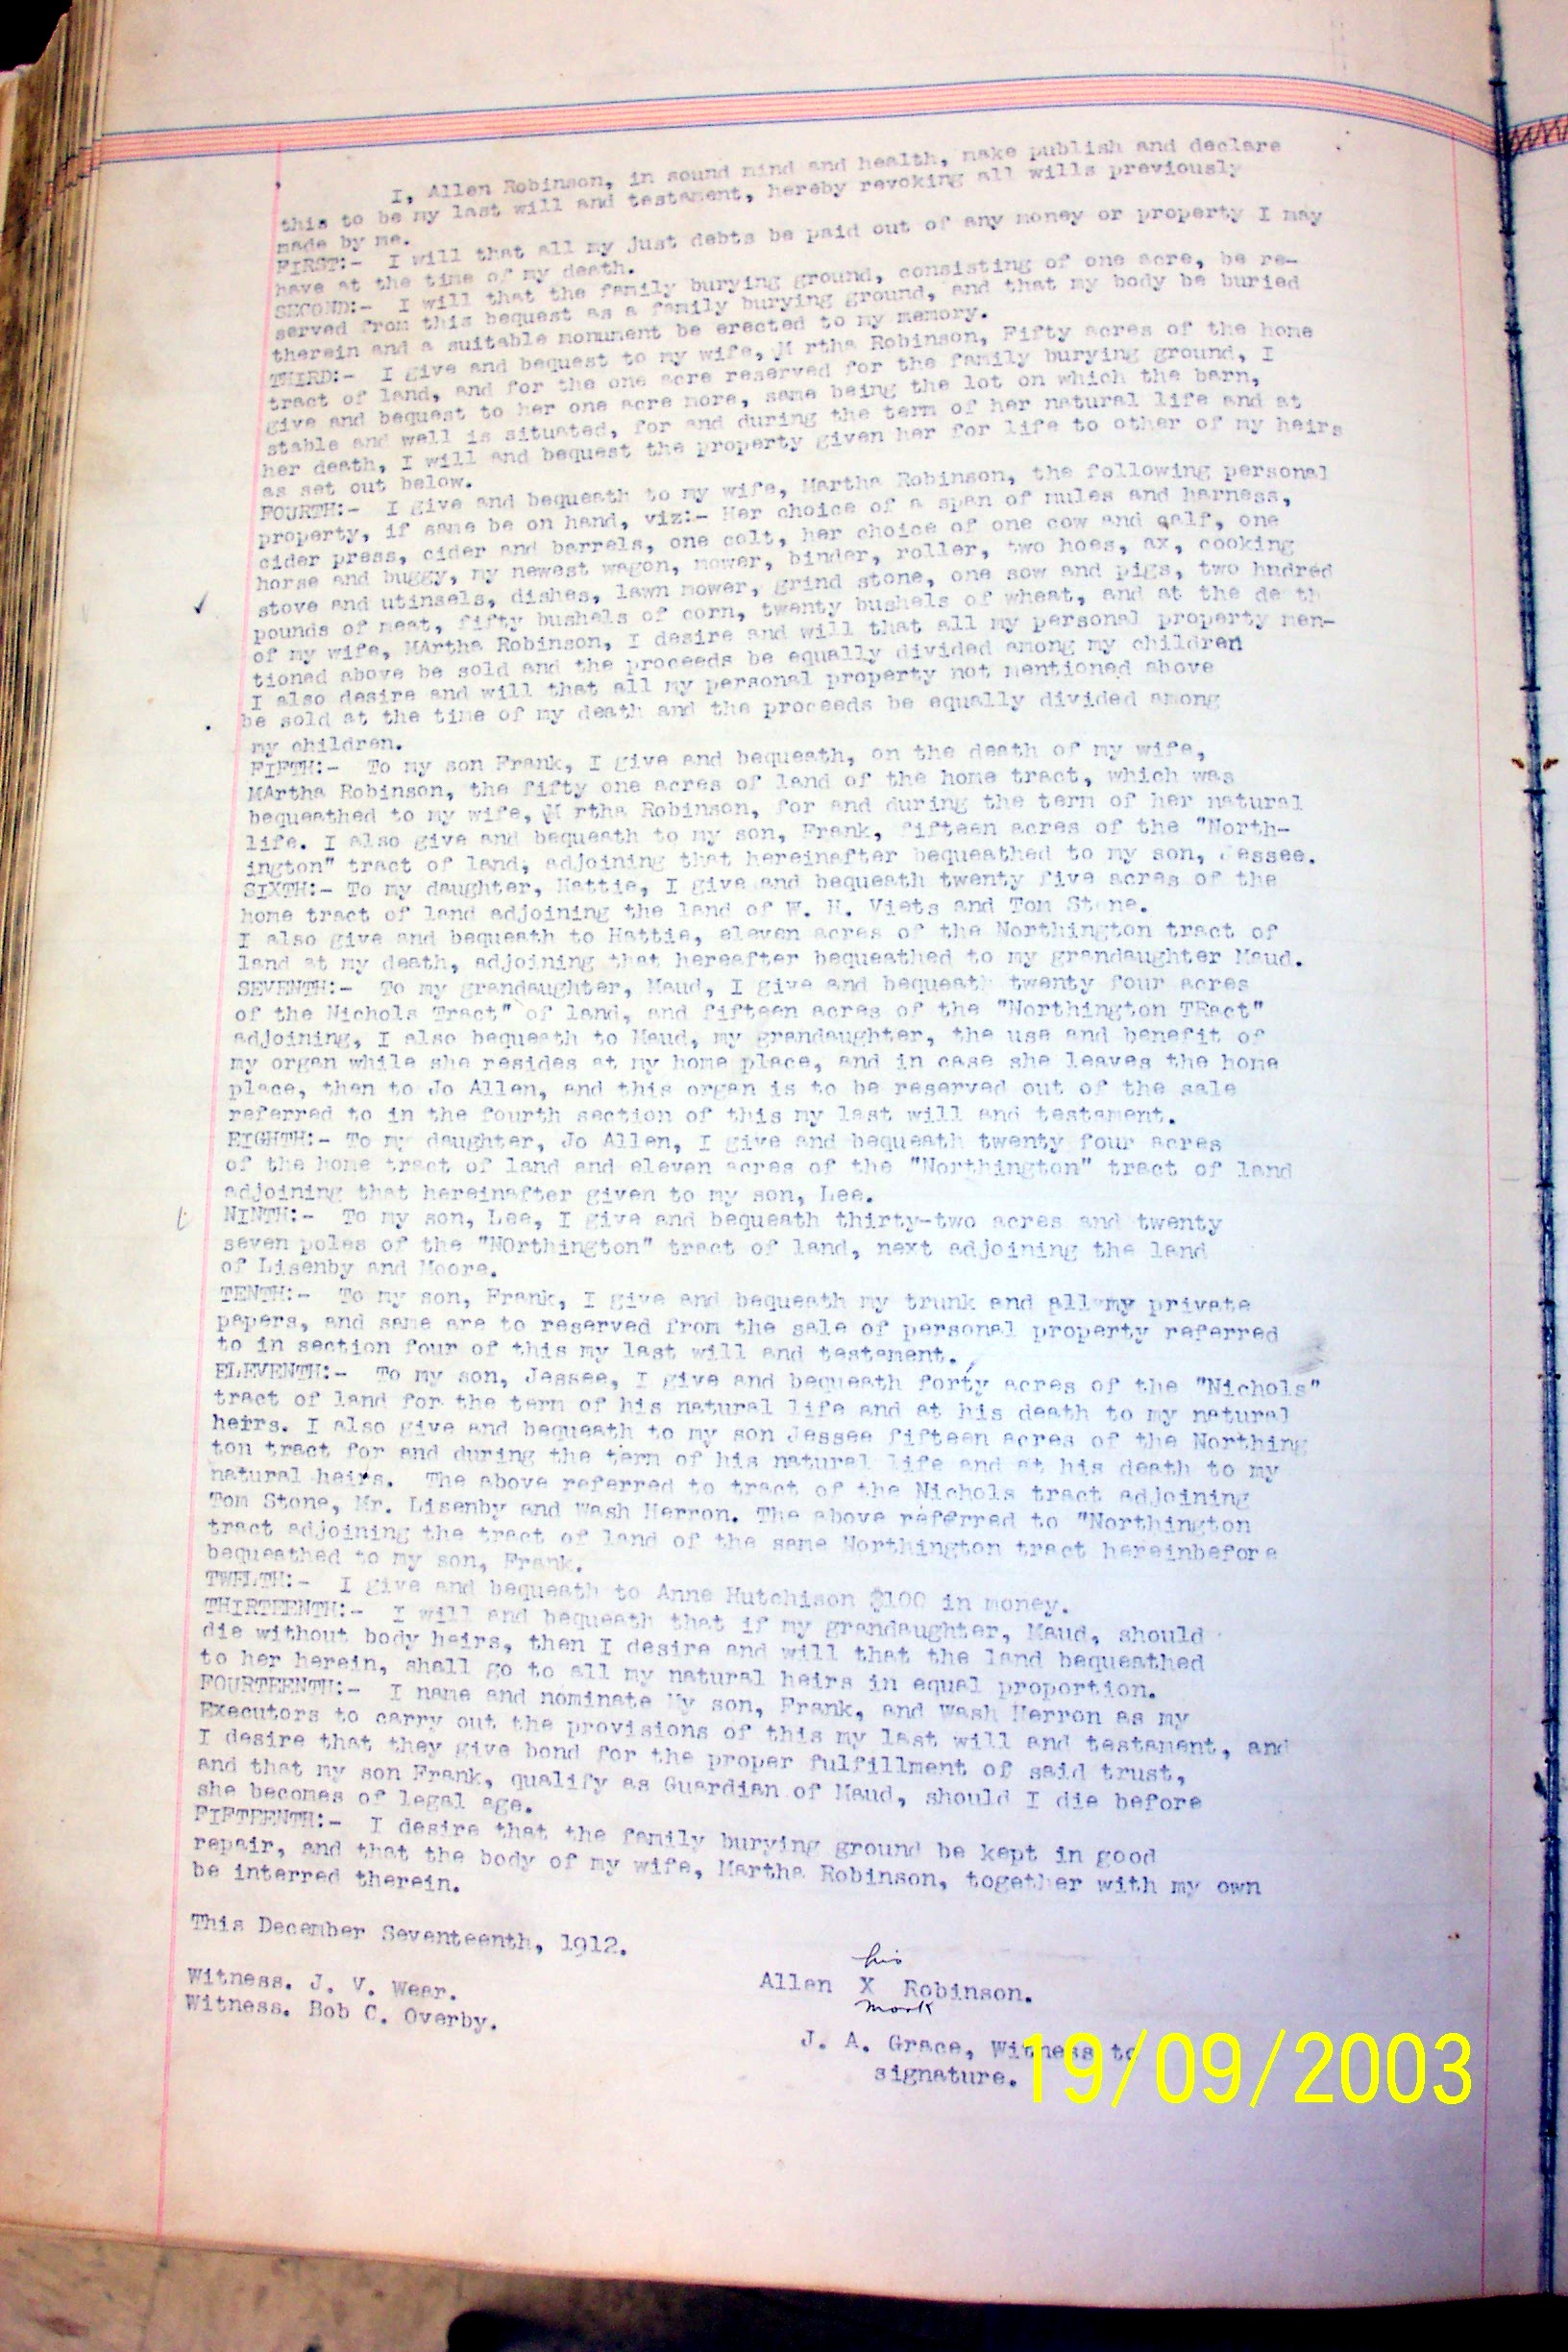 I, Allen Robinson, in sound mind and health, make publish and declare
this to be my last will and testament, hereby revoking all wills previously
made by me.
FIRST:- I will that all my just debts be paid out of any money or property I may
have at the time of my death.
SECOND:- I will that the family burying ground, consisting of one acre, be re-
served from this bequest as a family burying ground, and that my body be buried
therein and a suitable monument be erected to my memory.
THIRD:- I give and bequest to my wife, M rtha Robinson, Fifty acres of the home
tract of land, and for the one acre reserved for the family burying ground, I
give and bequest to her one acre more, same being the lot on which the barn,
stable and well is situated, for and during the term of her natural life and at
her death, I will and bequest the property given her for life to other of my heirs
as set out below.
FOURTH:- I give and bequeath to my wife, Martha Robinson, the following personal
property, if same be on hand, viz:- Her choice of a span of mules and harness,
cider press, cider and barrels, one colt, her choice of one cow and calf, one
horse and buggy, my newest wagon, mower, binder, roller, two hoes, ax, cooking
stove and utinsels, dishes, lawn mower, grind stone, one sow and pigs, two hndred
pounds of meat, fifty bushels of corn, twenty bushels of wheat, and at the de th
of my wife, MArtha Robinson, I desire and will that all my personal property men-
tioned above be sold and the proceeds be equally divided among my children
I also desire and will that all my personal property not mentioned above
be sold at the time of my death and the proceeds be equally divided among
my children.
FIFTH:- To my son Frank, I give and bequeath, on the death of my wife,
MArtha Robinson, the fifty one acres of land of the home tract, which was
bequeathed to my wife, M rtha Robinson, for and during the term of her natural
life. I also give and bequeath to my son, Frank, fifteen acres of the "North-
ington" tract of land, adjoining that hereinafter bequeathed to my son, Jessee.
SIXTH:- To my daughter, Hattie, I give and bequeath twenty five acres of the
home tract of land adjoining the land of W. H. Viets and Tom Stone.
I also give and bequeath to Hattie, eleven acres of the Northington tract of
land at my death, adjoining that hereafter bequeathed to my grandaughter Maud.
SEVENTH:- To my grandaughter, Maud, I give and bequeath twenty four acres
of the Nichols Tract" of land, and fifteen acres of the "Northington TRact"
adjoining, I also bequeath to Maud, my grandaughter, the use and benefit of
my organ while she resides at my home place, and in case she leaves the home
place, then to Jo Allen, and this organ is to be reserved out of the sale
referred to in the fourth section of this my last will and testament.
EIGHTH:- To my daughter, Jo Allen, I give and bequeath twenty four acres
of the home tract of land and eleven acres of the "Northington" tract of land
adjoining that hereinafter given to my son, Lee.
NINTH:- To my son, Lee, I give and bequeath thirty-two acres and twenty
seven poles of the "NOrthington" tract of land, next adjoining the land
of Lisenby and Moore.
TENTH:- To my son, Frank, I give and bequeath my trunk and all my private
papers, and same are to reserved from the sale of personal property referred
to in section four of this my last will and testament.
ELEVENTH:- To my son, Jessee, I give and bequeath forty acres of the "Nichols"
tract of land for the term of his natural life and at his death to my natural
heirs. I also give and bequeath to my son Jessee fifteen acres of the Northing
ton tract for and during the term of his natural life and at his death to my
natural heirs. The above referred to tract of the Nichols tract adjoining
Tom Stone, Mr. Lisenby and Wash Herron. The above referred to "Northington
tract adjoining the tract of land of the same Northington tract hereinbefore
bequeathed to my son, Frank.
TWELTH:- I give and bequeath to Anne Hutchison $100 in money.
THIRTEENTH:- I will and bequeath that if my grandaughter, Maud, should
die without body heirs, then I desire and will that the land bequeathed
to her herein, shall go to all my natural heirs in equal proportion.
FOURTEENTH:- I name and nominate My son, Frank, and Wash Herron as my
Executors to carry out the provisions of this my last will and testament, and
I desire that they give bond for the proper fulfillment of said trust,
and that my son Frank, qualify as Guardian of Maud, should I die before
she becomes of legal age.
FIFTEENTH:- I desire that the family burying ground be kept in good
repair, and that the body of my wife, Martha Robinson, together with my own
be interred therein.
This December Seventeenth, 1912.
his
Witness. J. V. Wear. Allen X Robinson.
mark
Witness. Bob C. Overby.
J. A. Grace, Witness to
signature.
19/09/2003